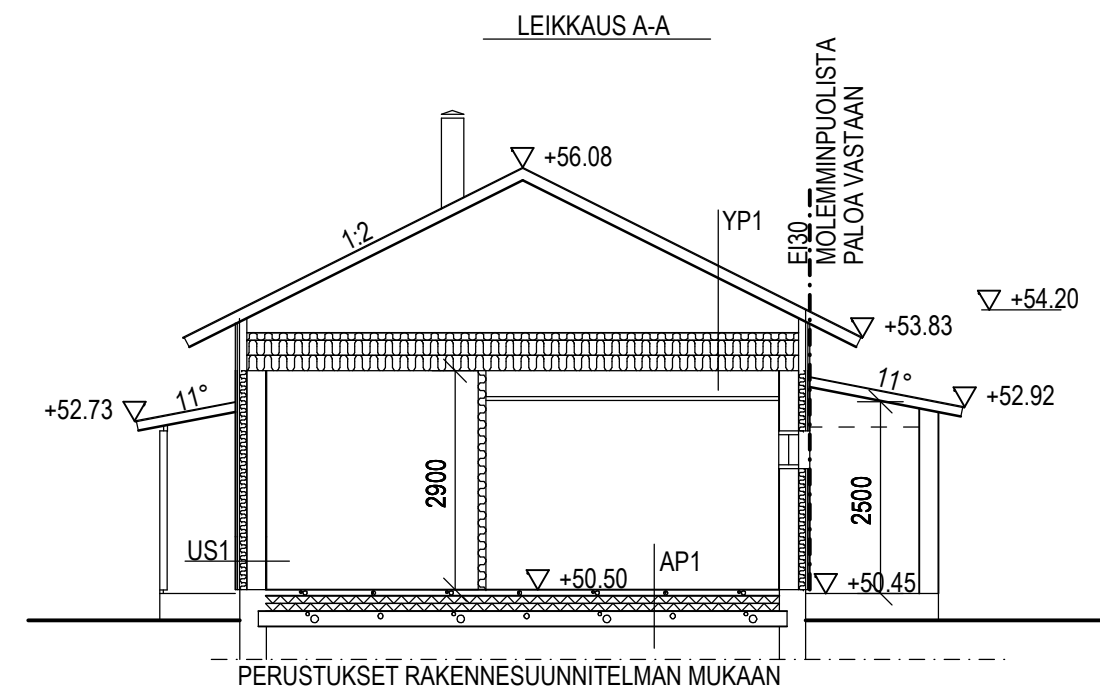 LEIKKAUS A-A
EI30
MOLEMMINPUOLISTA
PALOA VASTAAN
+56.08
1:2
YP1
+54.20
+53.83
11°
+52.73
11°
+52.92
2900
2500
US1
+50.50
AP1
+50.45
PERUSTUKSET RAKENNESUUNNITELMAN MUKAAN